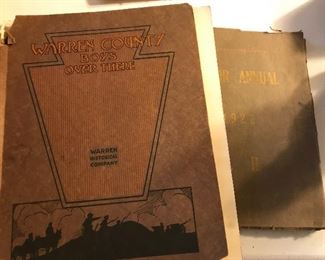 WARREN COUNTY
BOYS
OVER THERE
WARREN
HISTORICAL
COMPANY
ANNUAL